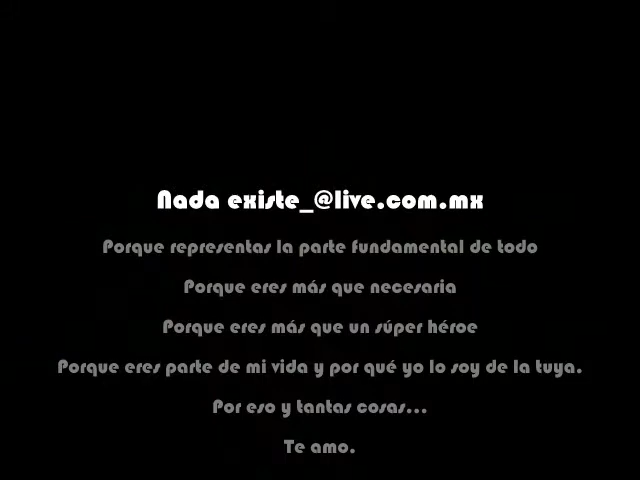 Nada existe_@live.com.mx
Porque representas la parte fundamental de todo
Porque eres más que necesaria
Porque eres más que un súper héroe
Porque eres parte de mi vida y por qué yo lo soy de la tuya.
Por eso y tantas cosas...
Te amo.